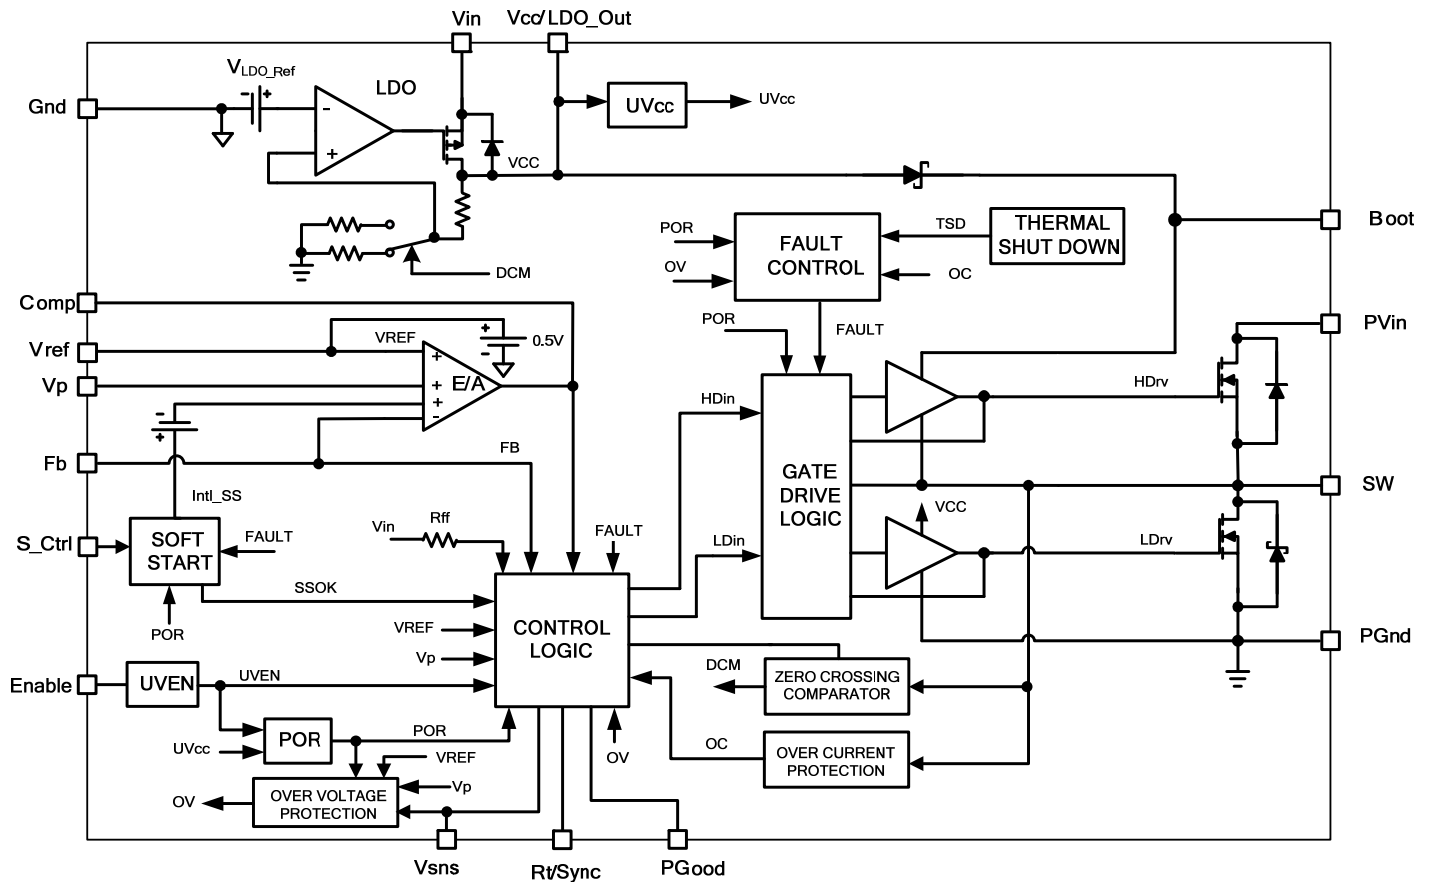 Vin
Vcc/LDO_Out
VLDO_Ref
LDO
Gnd
-
+
-
+
UVcc
UVcc
VCC
Boot
THERMAL
SHUT DOWN
TSD
FAULT
CONTROL
POR
OV
OC
DCM
Comp
POR
FAULT
PVin
Vref
VREF
+
-
0.5V
Vp
+
+
+
-
E/A
HDrv
HDin
-
+
Fb
FB
GATE
DRIVE
LOGIC
SW
Intl_SS
VCC
Vin
Rff
FAULT
S_Ctrl
SOFT
START
FAULT
LDin
LDrv
SSOK
POR
VREF
CONTROL
LOGIC
PGnd
Vp
DCM
ZERO CROSSING
COMPARATOR
Enable
UVEN
UVEN
POR
POR
UVcc
VREF
OV
OC
OVER CURRENT
PROTECTION
Vp
OV
OVER VOLTAGE
PROTECTION
Vsns
Rt/Sync
PGood